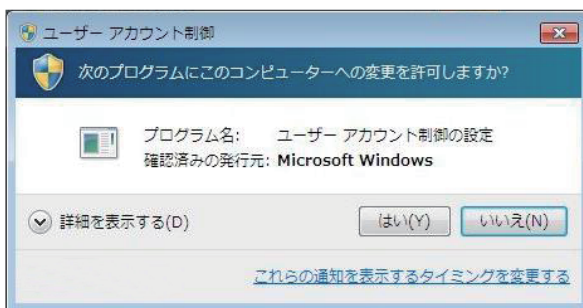 ユーザー アカウント制御
次のプログラムにこのコンピューターへの変更を許可しますか?
プログラム名: ユーザー アカウント制御の設定
確認済みの発行元: Microsoft Windows
詳細を表示する(D) はい(Y) いいえ(N)
これらの通知を表示するタイミングを変更する